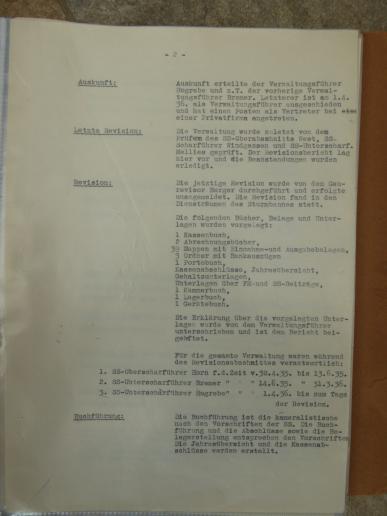 - 2 -
Auskunft: Auskunft erteilte der Verwaltungsführer
Hugrebe und z.T. der vorherige Verwal-
tungsführer Bremer. Letzterer ist am 1.4.
36. als Verwaltungsführer ausgeschieden
und hat einen Posten als Vertreter bei
einer Privatfirma angetreten.
Letzte Revision: Die Verwaltung wurde zuletzt von den
Prüfern des SS-Oberabschnitts West, SS-
Scharführer Windgassen und SS-Unterscharf.
Mellies geprüft. Der Revisionsbericht lag
hier vor und die Beanstandungen wurden
erledigt.
Revision: Die jetzige Revision wurde von dem
revisor Berger durchgeführt und erfolgte
unangemeldet. Die Revision fand in den
Diensträumen des Sturmbannes statt.
Die folgenden Bücher, Belege und Unter-
lagen wurden vorgelegt:
1 Kassenbuch,
2 Abrechnungsbücher,
39 Mappen mit Einnahme-und Ausgabebelegen,
3 Ordner mit Bankauszügen
1 Portobuch,
Kassenabschlüsse, Jahresübersicht,
Gehaltsunterlagen,
Unterlagen über FM-und SS-Beiträge,
1 Kammerbuch,
1 Lagerbuch,
1 Gerätebuch.
Die Erklärung über die vorgelegten Unter-
lagen wurde von dem Verwaltungsführer
unterschrieben und ist dem Bericht bei-
geheftet.
Für die gesamte Verwaltung waren während
des Revisionsabschnittes verantwortlich:
1. SS-Oberscharführer Horn f.d.Zeit v.30.4.35. bis 13.6.35.
2. SS-Unterscharführer Bremer " " " 14.6.35. " 31.3.36.
3. SS-Unterscharführer Hugrebe" " " 1.4.36. bis zum Tage
der Revision.
Buchführung: Die Buchführung ist die kameralistische
nach den Vorschriften der SS. Die Buch-
führung und die Abschlüsse sowie die Be-
lagerstellung entsprechen den Vorschriften
Die Jahresübersicht und die Kassenab-
schlüsse werden erstellt.